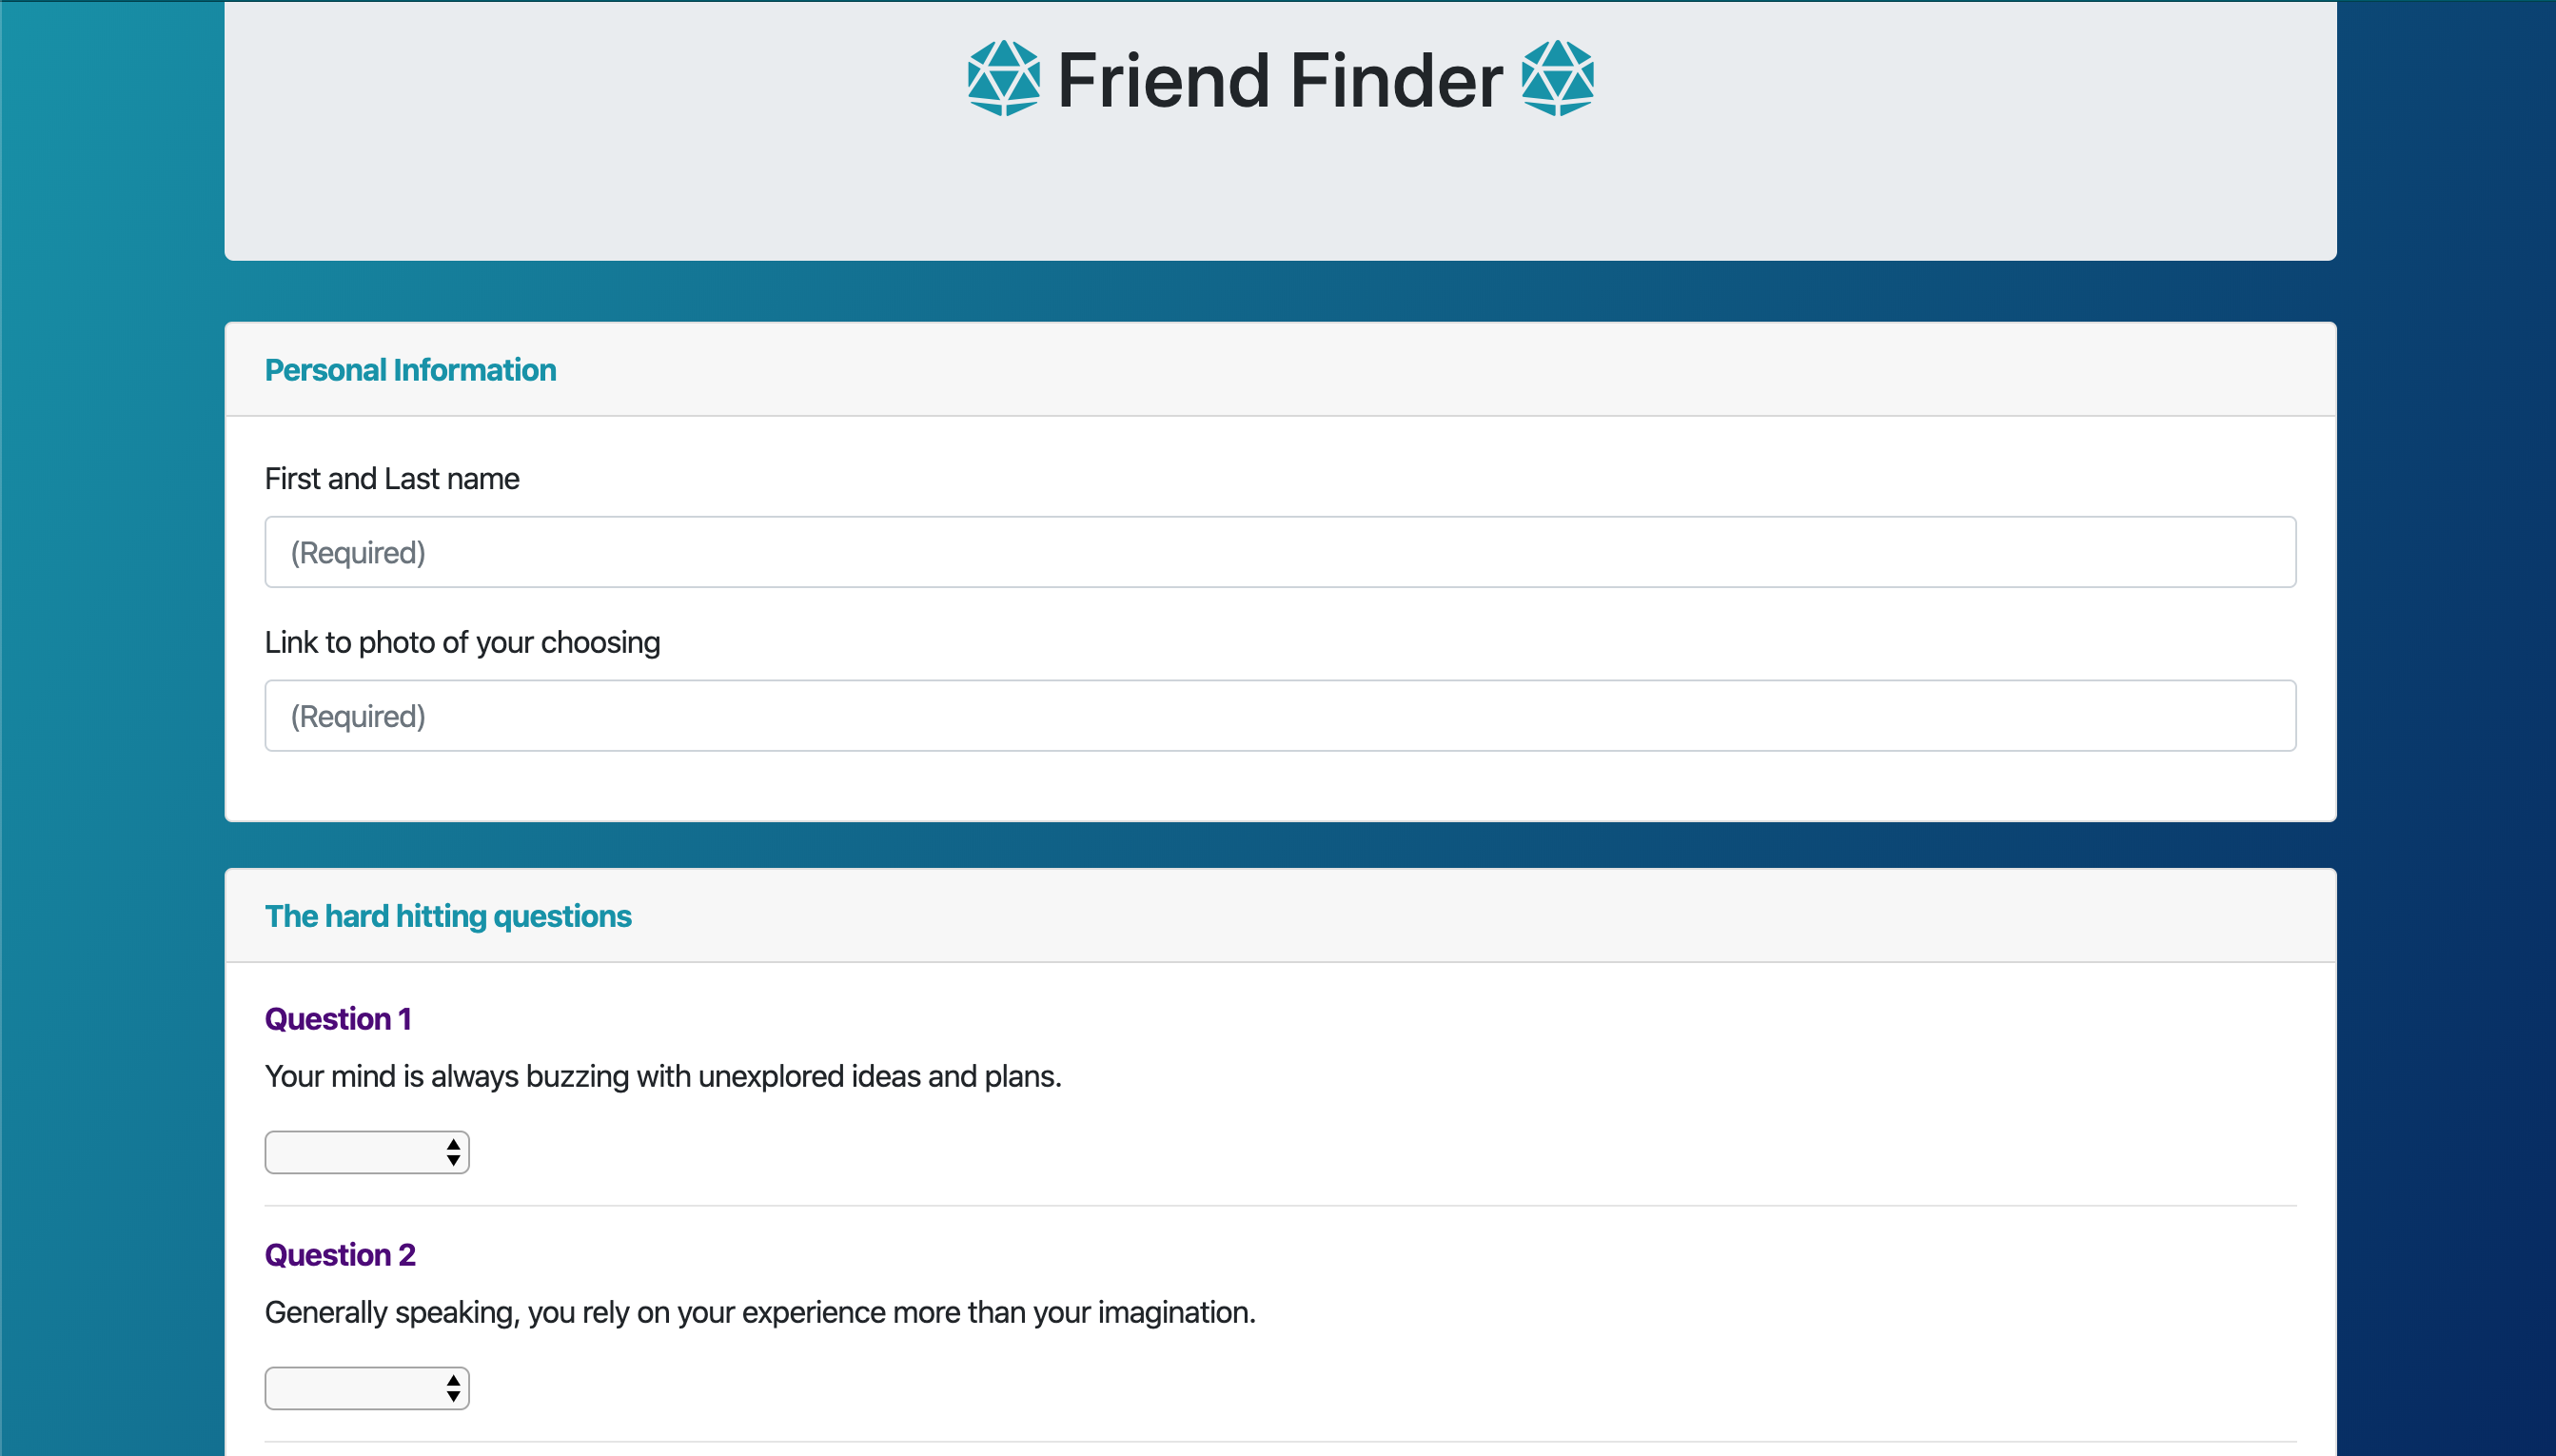 Friend Finder
Personal Information
First and Last name
(Required)
Link to photo of your choosing
(Required)
The hard hitting questions
Question 1
Your mind is always buzzing with unexplored ideas and plans.
Question 2
Generally speaking, you rely on your experience more than your imagination.